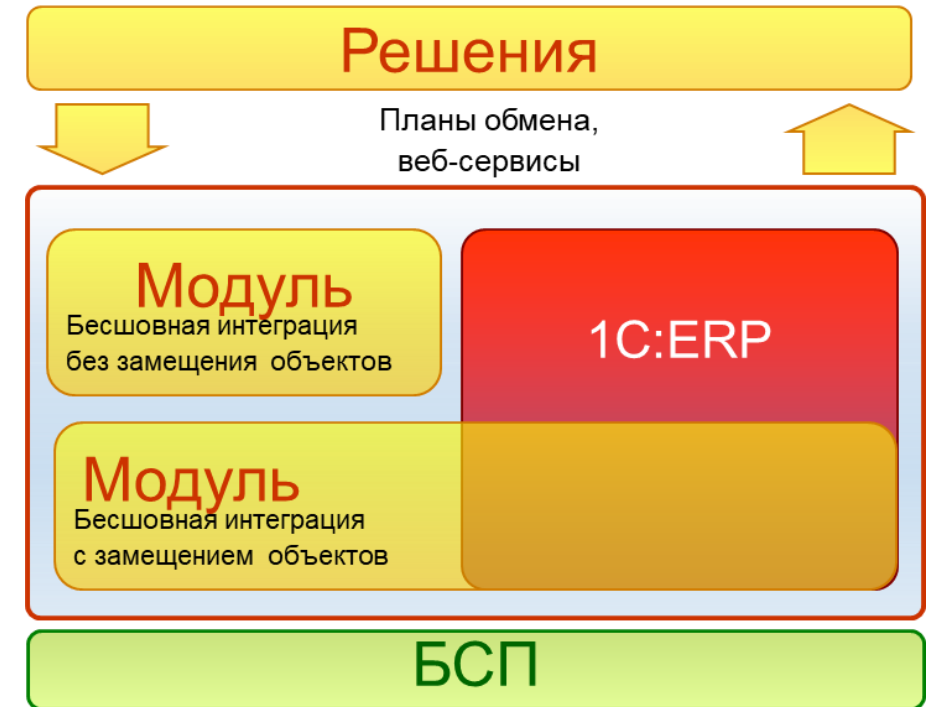 Решения
Планы обмена,
веб-сервисы
Модуль
Бесшовная интеграция
без замещения объектов
1С:ERP
Модуль
Бесшовная интеграция
с замещением объектов
БСП